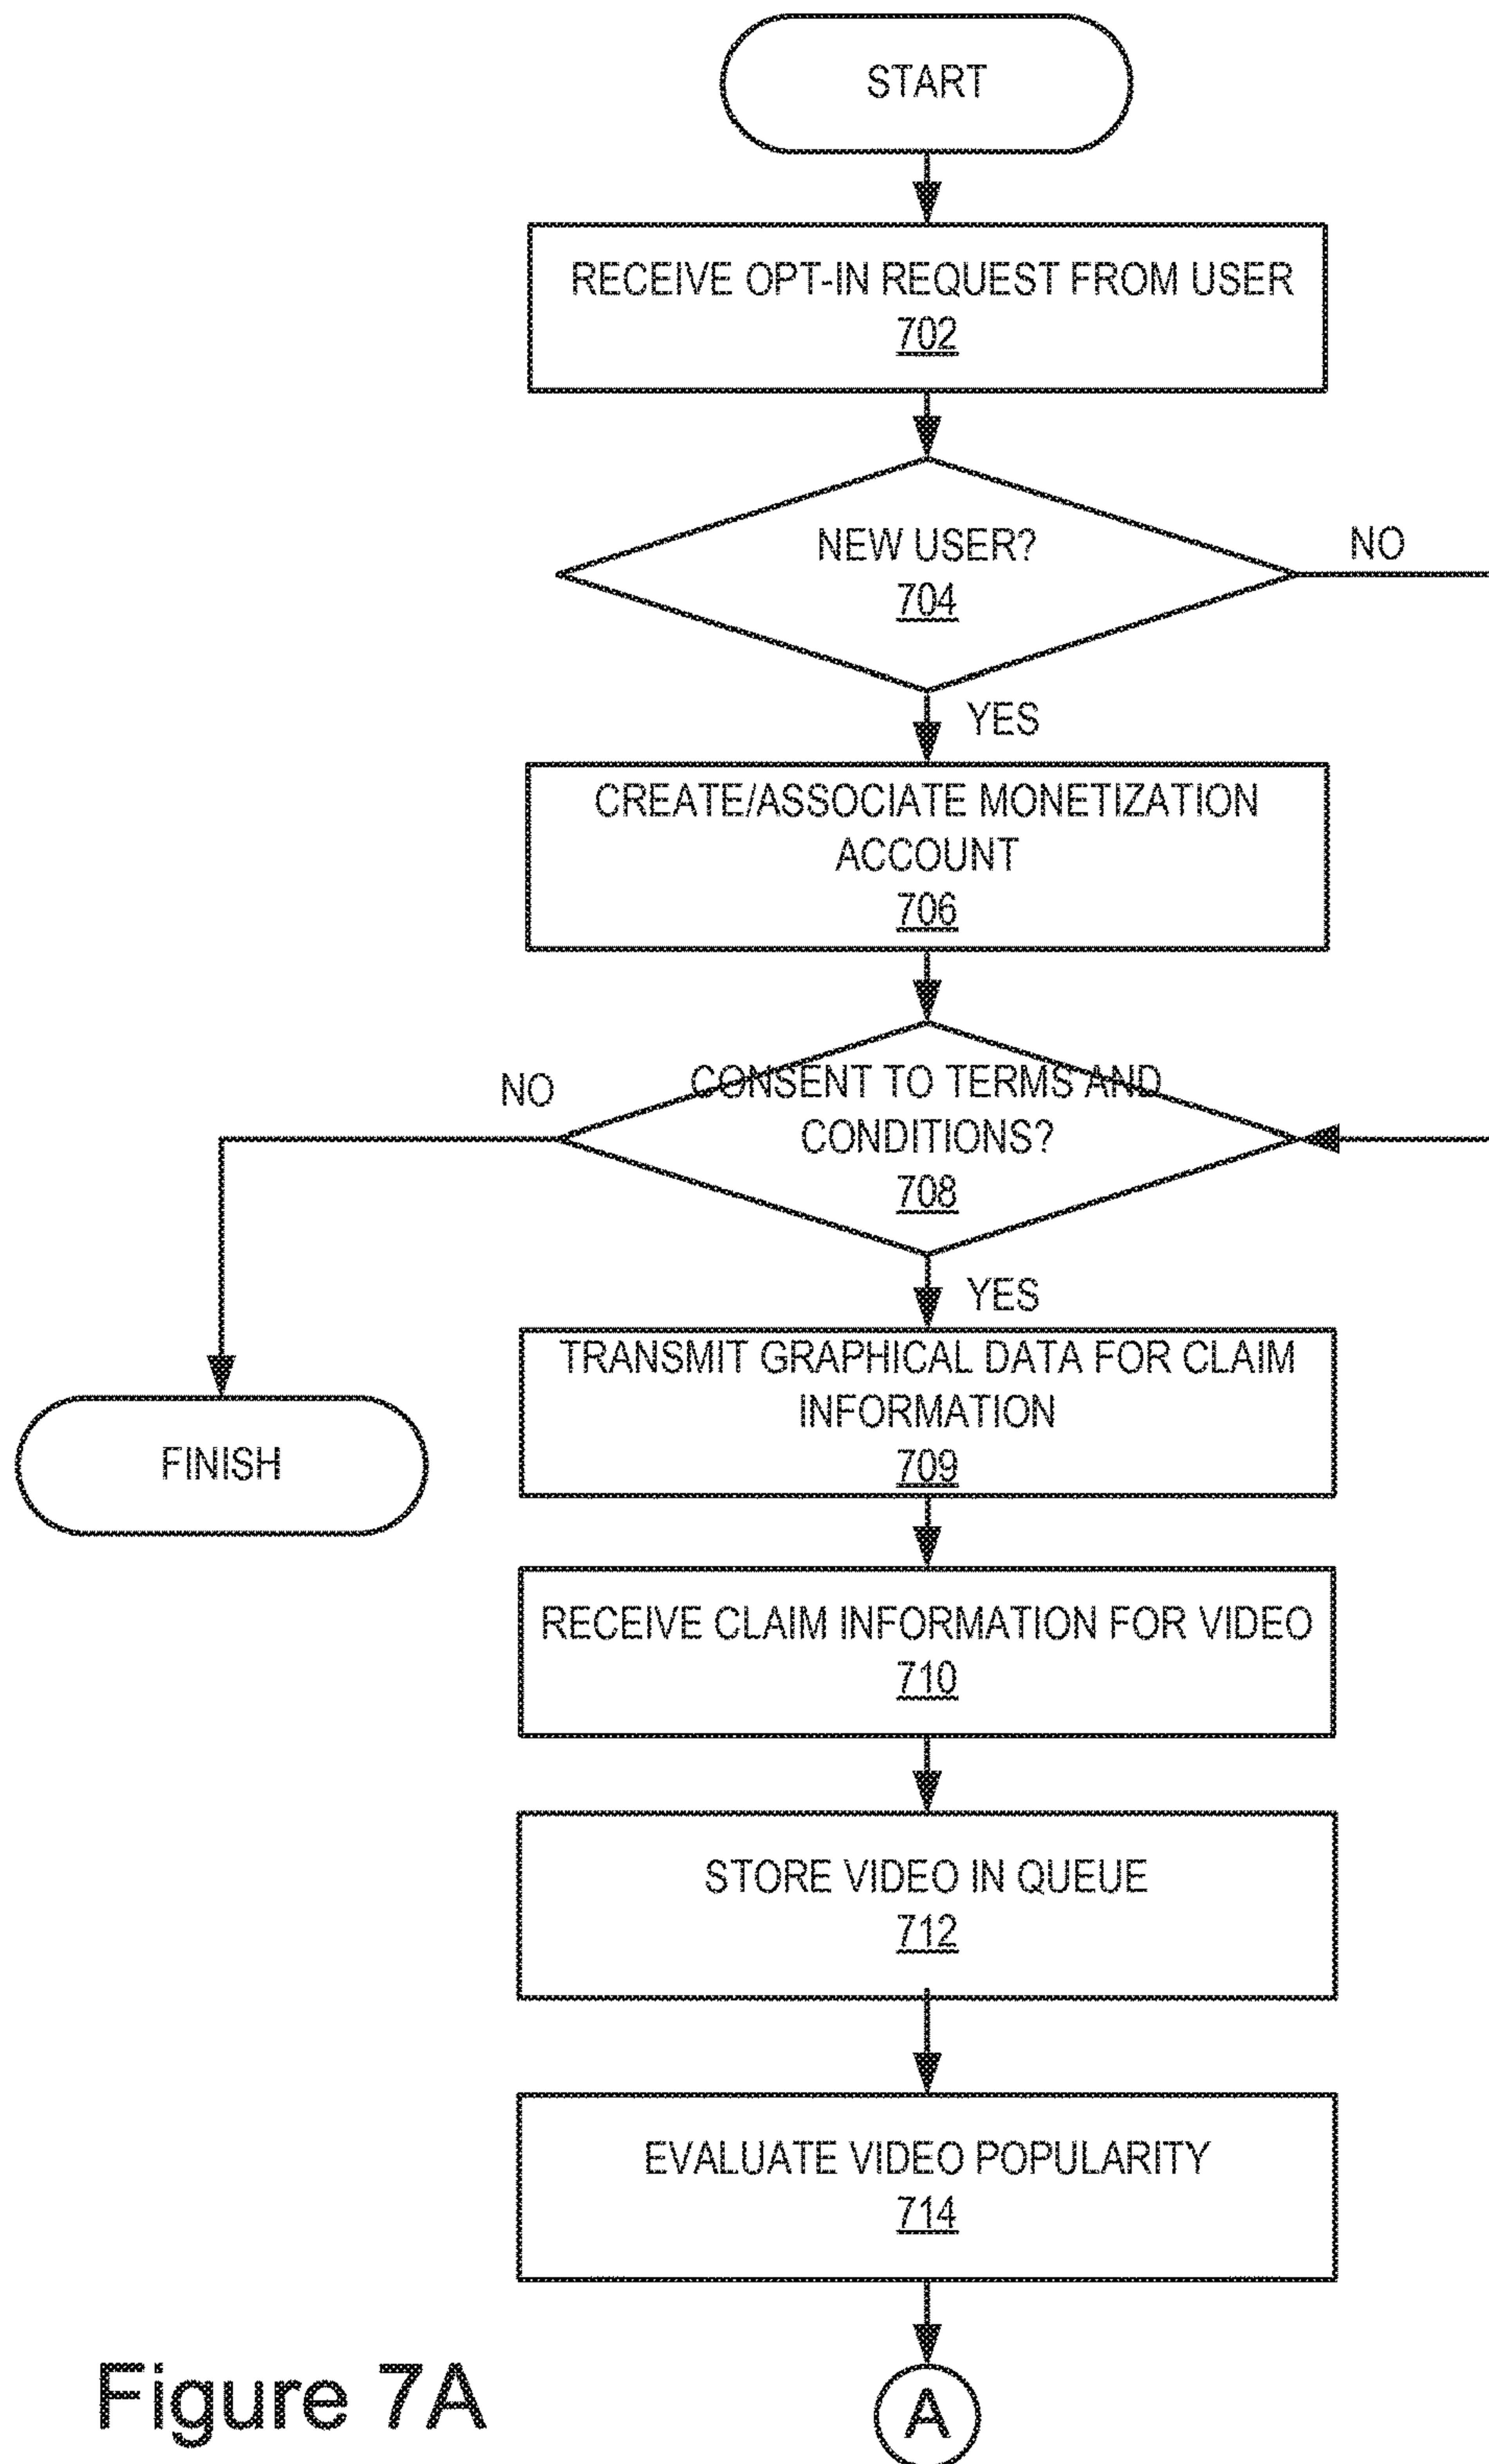 START
RECEIVE OPT-IN REQUEST FROM USER
702
NEW USER?
704
NO
YES
CREATE/ASSOCIATE MONETIZATION
ACCOUNT
706
NO
CONSENT TO TERMS AND
CONDITIONS?
708
YES
TRANSMIT GRAPHICAL DATA FOR CLAIM
INFORMATION
709
FINISH
RECEIVE CLAIM INFORMATION FOR VIDEO
710
STORE VIDEO IN QUEUE
712
EVALUATE VIDEO POPULARITY
714
A
Figure 7A